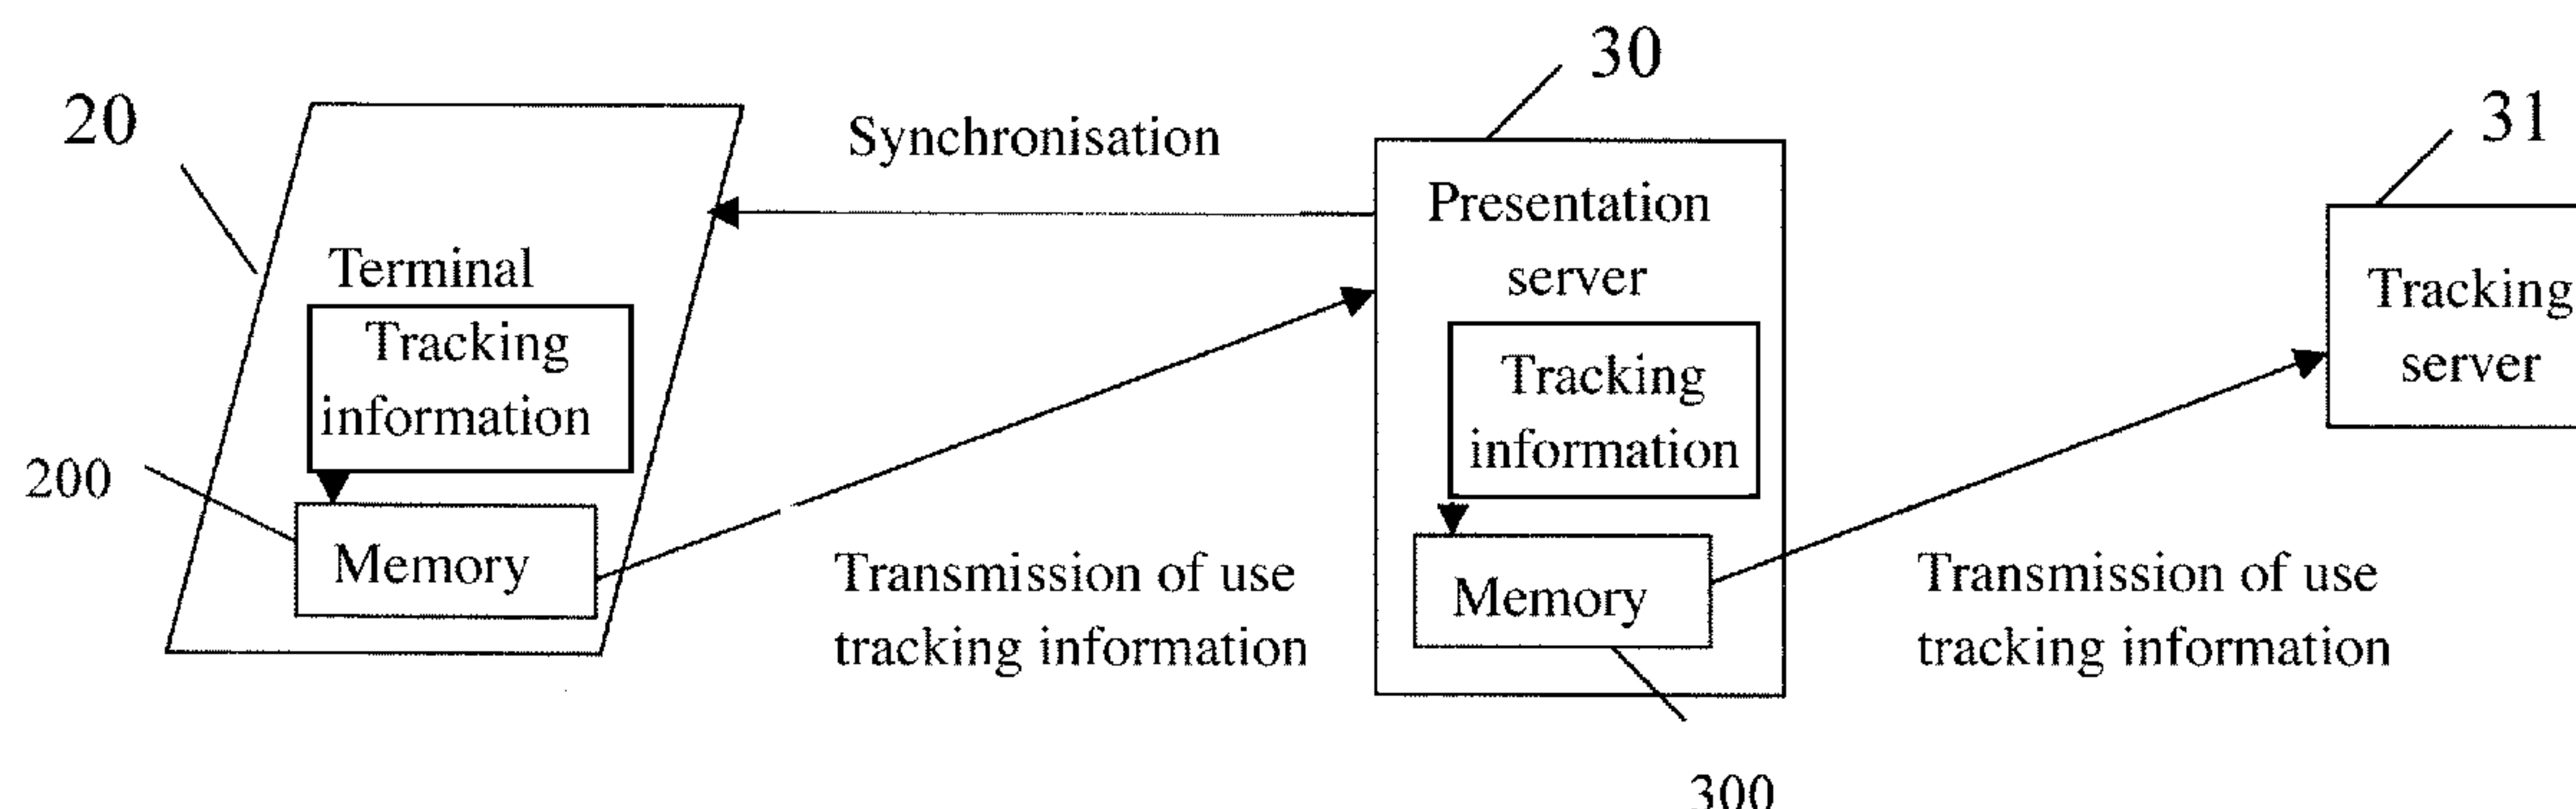 20
Terminal
Tracking
information
200
Memory
Synchronisation
Transmission of use
tracking information
30
Presentation
server
Tracking
information
Memory
300
Transmission of use
tracking information
31
Tracking
server